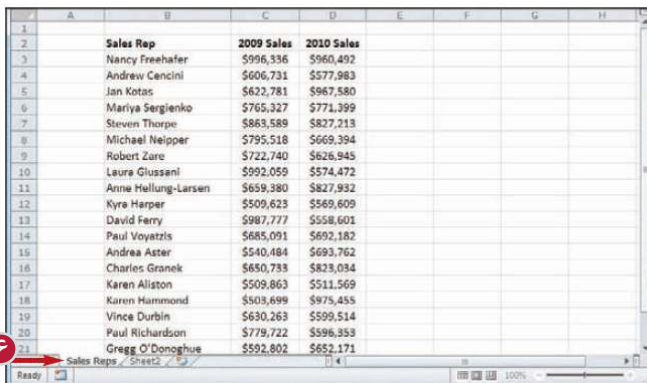 A B C D E F G H
1
2 Sales Rep 2009 Sales 2010 Sales
3 Nancy Freehafer $996,336 $960,492
4 Andrew Cencini $606,731 $577,983
5 Jan Kotas $622,781 $967,580
6 Mariya Sergienko $765,327 $771,399
7 Steven Thorpe $863,589 $827,213
8 Michael Neipper $795,518 $669,394
9 Robert Zare $722,740 $626,945
10 Laura Giussani $992,059 $574,472
11 Anne Hellung-Larsen $659,380 $827,932
12 Kyra Harper $509,623 $569,609
13 David Ferry $987,777 $558,601
14 Paul Voyatzis $685,091 $692,182
15 Andrea Aster $540,484 $693,762
16 Charles Granek $650,733 $823,034
17 Karen Aliston $509,863 $511,569
18 Karen Hammond $503,699 $975,455
19 Vince Durbin $630,263 $599,514
20 Paul Richardson $779,722 $596,353
21 Gregg O'Donoghue $592,802 $652,171
Sales Reps Sheet2
Ready 100%